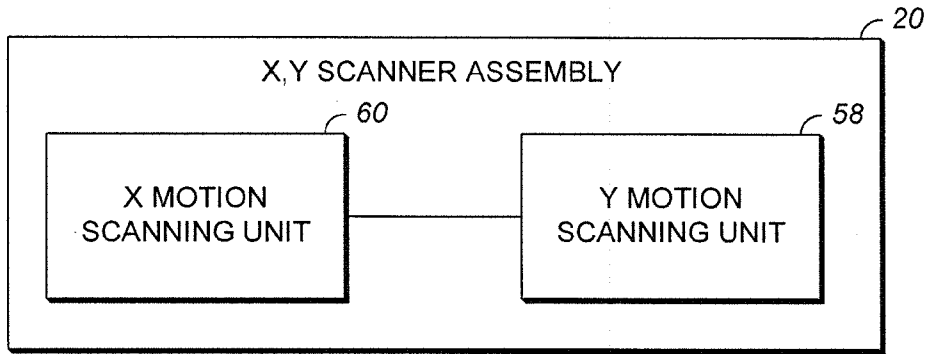 20
X,Y SCANNER ASSEMBLY
60
58
X MOTION
SCANNING UNIT
Y MOTION
SCANNING UNIT